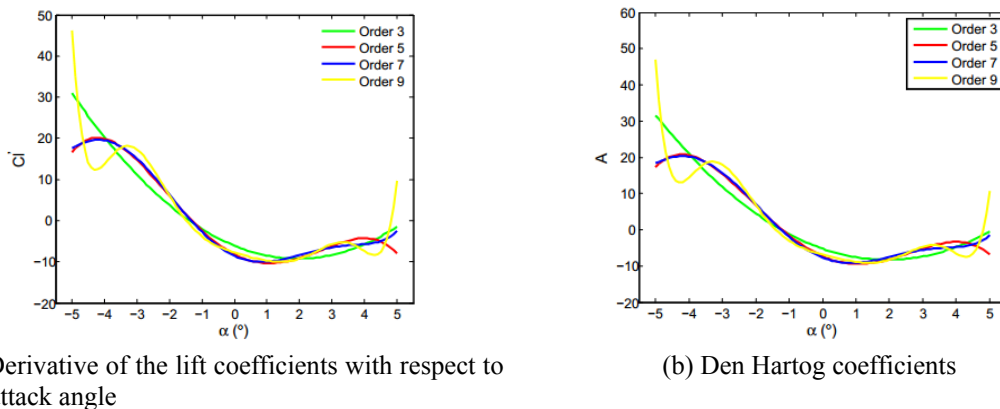 50
40
30
20
10
0
−10
−20
Cl'
−5 −4 −3 −2 −1 0 1 2 3 4 5
α (°)
Order 3
Order 5
Order 7
Order 9
Derivative of the lift coefficients with respect to
ttack angle
60
50
40
30
20
10
0
−10
−20
A
−5 −4 −3 −2 −1 0 1 2 3 4 5
α (°)
Order 3
Order 5
Order 7
Order 9
(b) Den Hartog coefficients